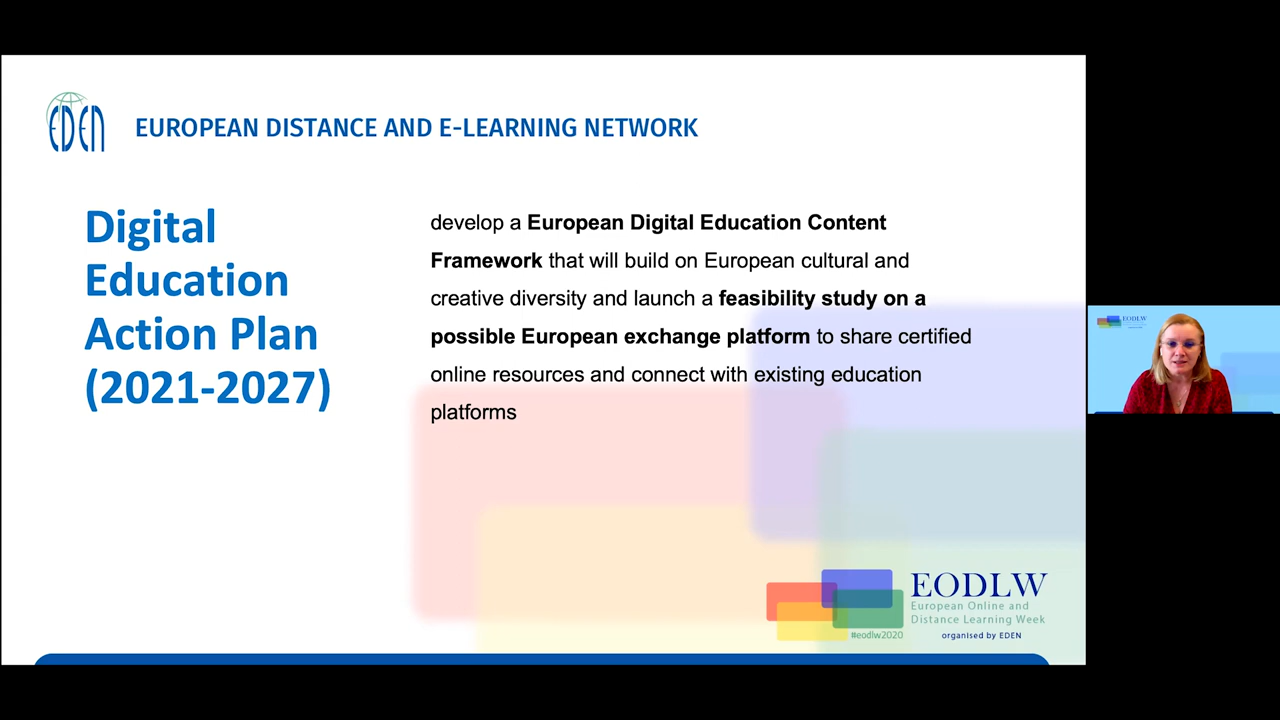 EDEN
EUROPEAN DISTANCE AND E-LEARNING NETWORK
Digital
Education
Action Plan
(2021-2027)
develop a European Digital Education Content
Framework that will build on European cultural and
creative diversity and launch a feasibility study on a
possible European exchange platform to share certified
online resources and connect with existing education
platforms
EODLW
European Online and
Distance Learning Week
#eodlw2020
organised by EDEN
EODLW